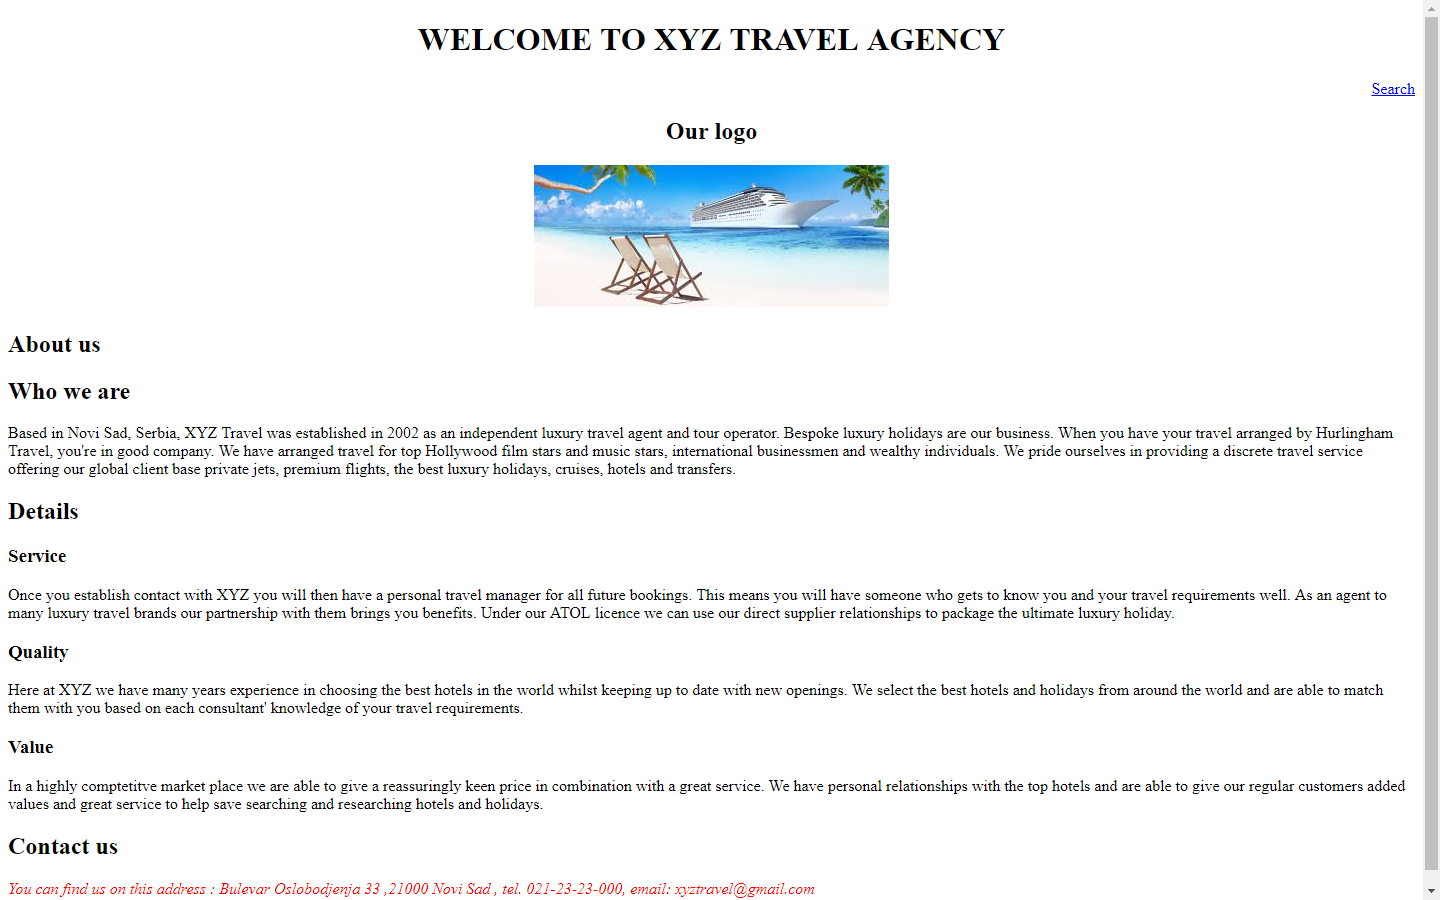 WELCOME TO XYZ TRAVEL AGENCY
Search
Our logo
About us
Who we are
Based in Novi Sad, Serbia, XYZ Travel was established in 2002 as an independent luxury travel agent and tour operator. Bespoke luxury holidays are our business. When you have your travel arranged by Hurlingham
Travel, you're in good company. We have arranged travel for top Hollywood film stars and music stars, international businessmen and wealthy individuals. We pride ourselves in providing a discrete travel service
offering our global client base private jets, premium flights, the best luxury holidays, cruises, hotels and transfers.
Details
Service
Once you establish contact with XYZ you will then have a personal travel manager for all future bookings. This means you will have someone who gets to know you and your travel requirements well. As an agent to
many luxury travel brands our partnership with them brings you benefits. Under our ATOL licence we can use our direct supplier relationships to package the ultimate luxury holiday.
Quality
Here at XYZ we have many years experience in choosing the best hotels in the world whilst keeping up to date with new openings. We select the best hotels and holidays from around the world and are able to match
them with you based on each consultant' knowledge of your travel requirements.
Value
In a highly comptetitve market place we are able to give a reassuringly keen price in combination with a great service. We have personal relationships with the top hotels and are able to give our regular customers added
values and great service to help save searching and researching hotels and holidays.
Contact us
You can find us on this address : Bulevar Oslobodjenja 33 ,21000 Novi Sad , tel. 021-23-23-000, email: xyztravel@gmail.com